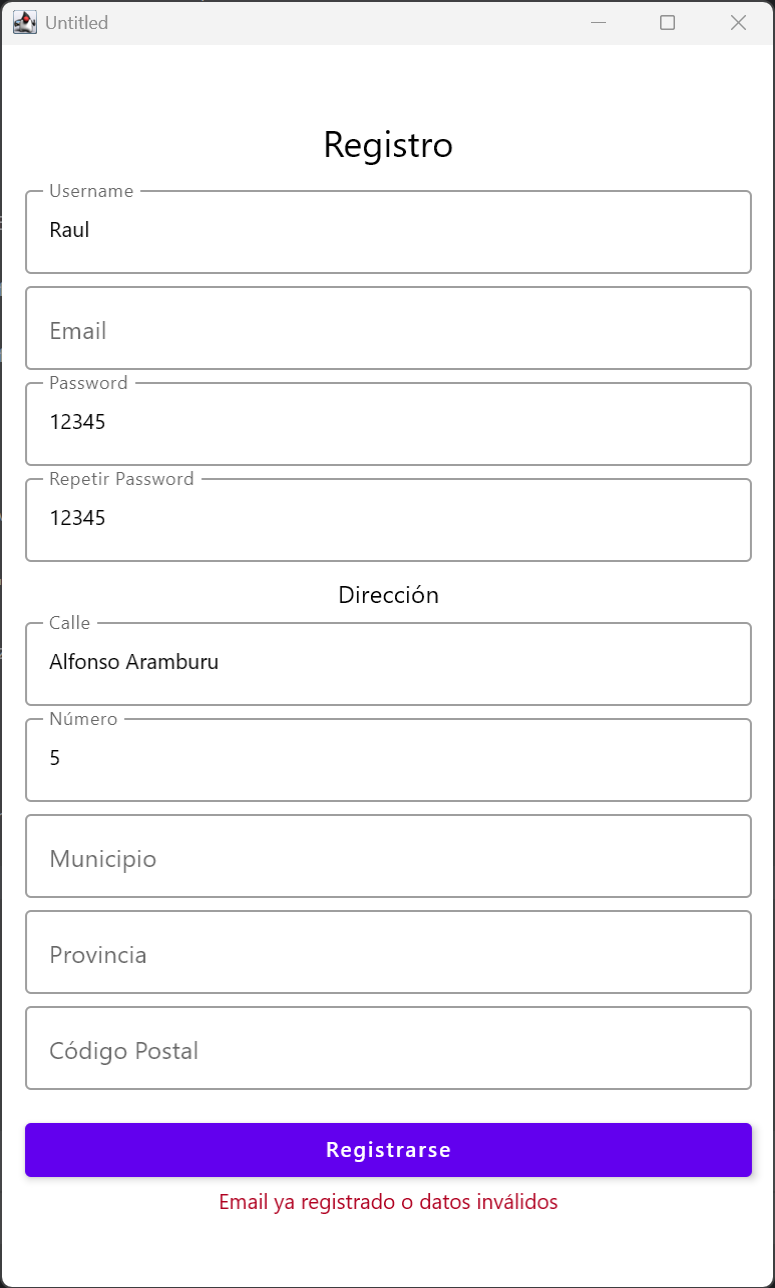 Untitled
Registro
Username
Raul
Email
Password
12345
Repetir Password
12345
Dirección
Calle
Alfonso Aramburu
Número
5
Municipio
Provincia
Código Postal
Registrarse
Email ya registrado o datos inválidos